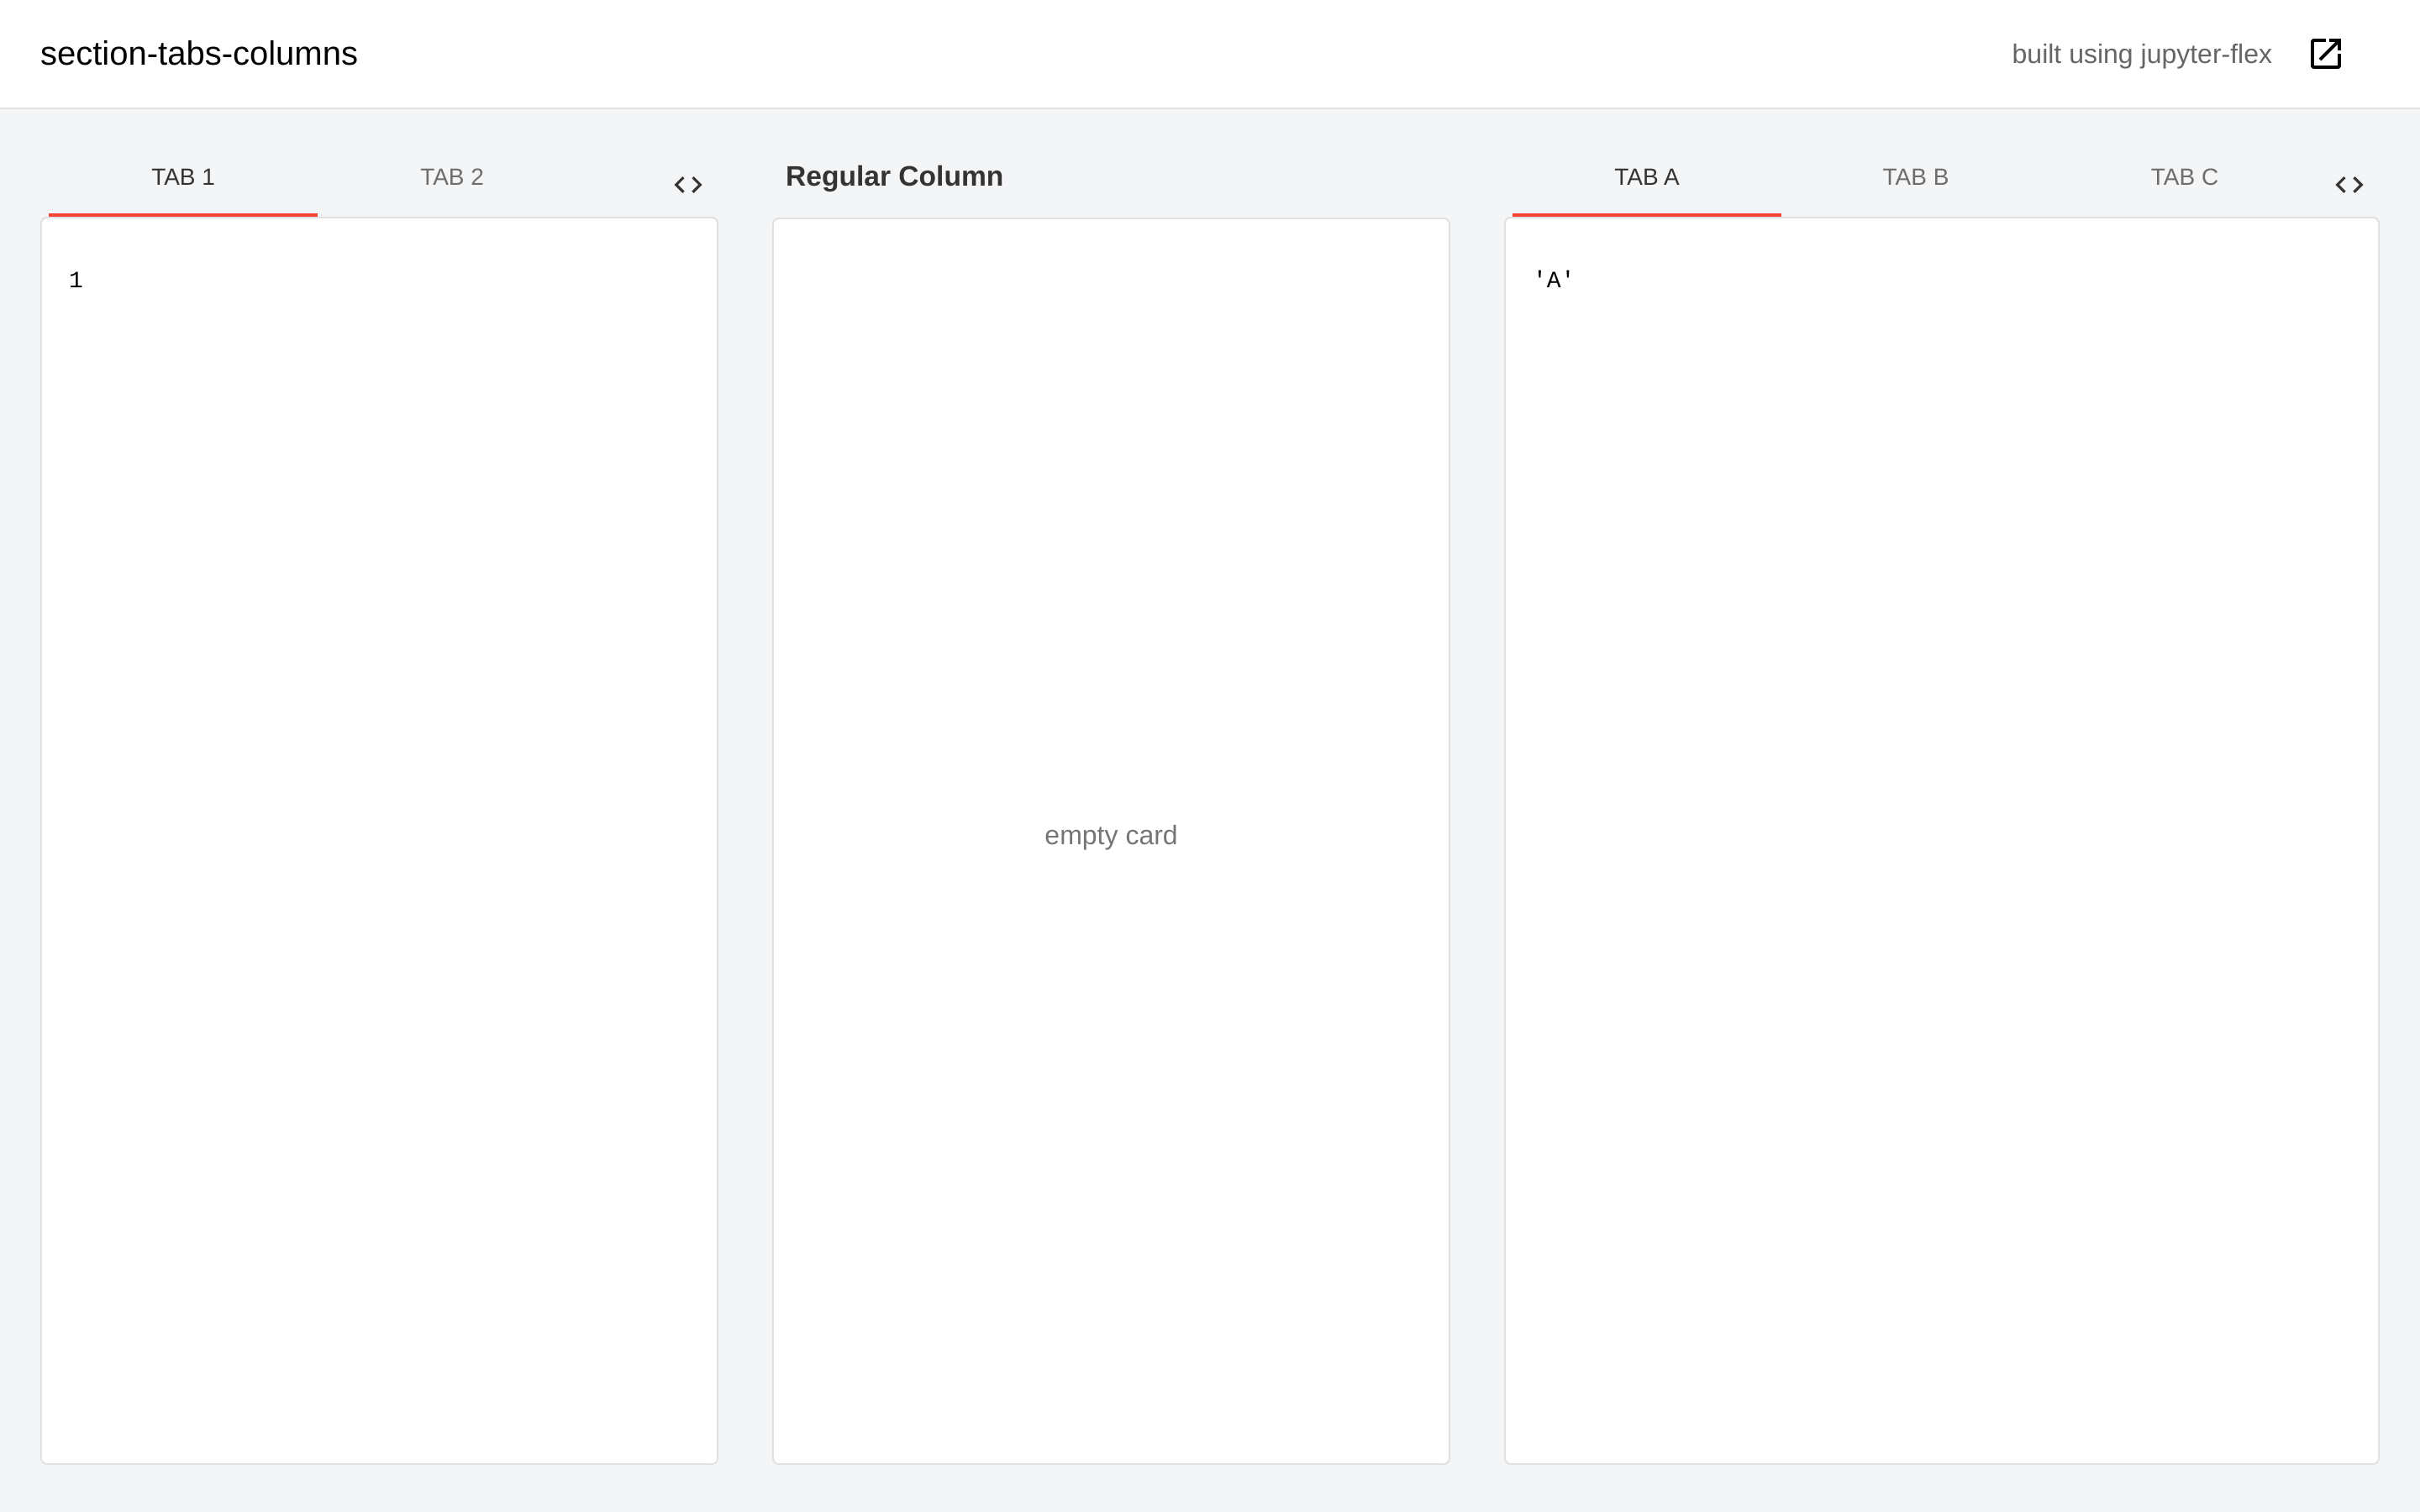 section-tabs-columns
built using jupyter-flex
TAB 1
TAB 2
Regular Column
TAB A
TAB B
TAB C
1
'A'
empty card